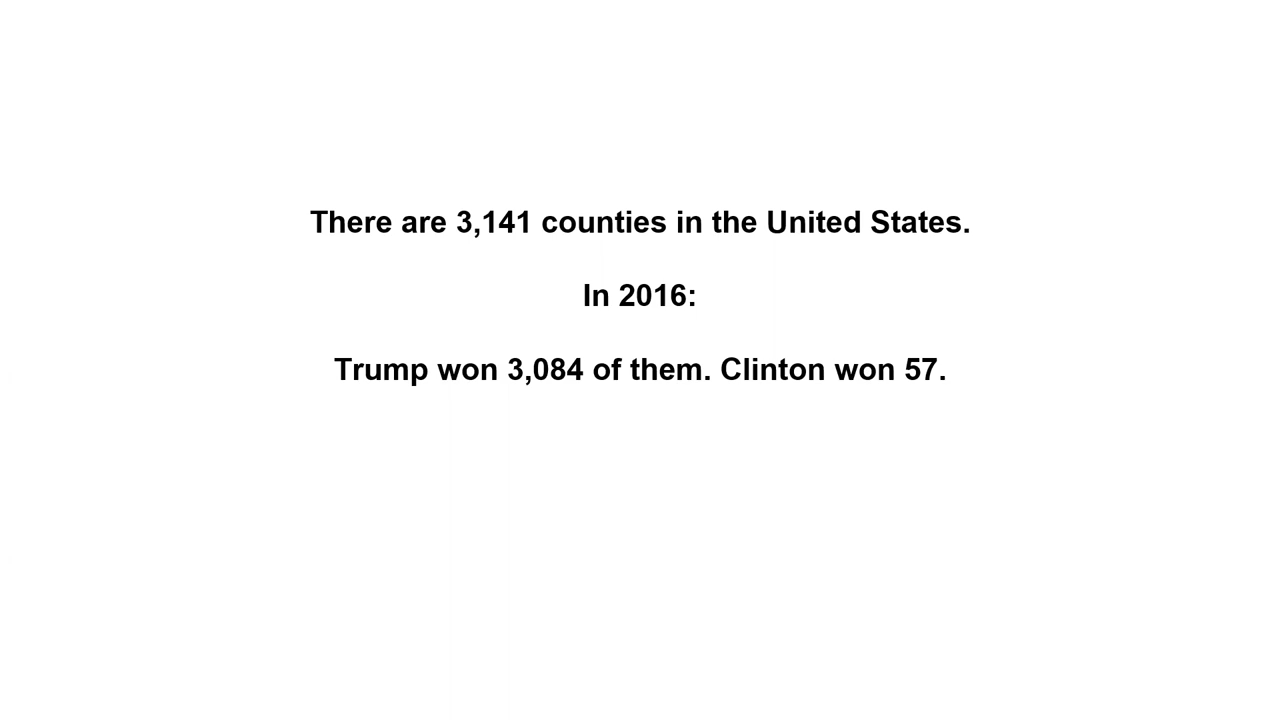 There are 3,141 counties in the United States.
In 2016:
Trump won 3,084 of them. Clinton won 57.